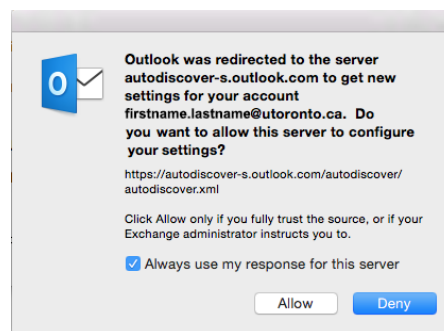 Outlook was redirected to the server
autodiscover-s.outlook.com to get new
settings for your account
firstname.lastname@utoronto.ca. Do
you want to allow this server to configure
your settings?
https://autodiscover-s.outlook.com/autodiscover/
autodiscover.xml
Click Allow only if you fully trust the source, or if your
Exchange administrator instructs you to.
Always use my response for this server
Allow Deny